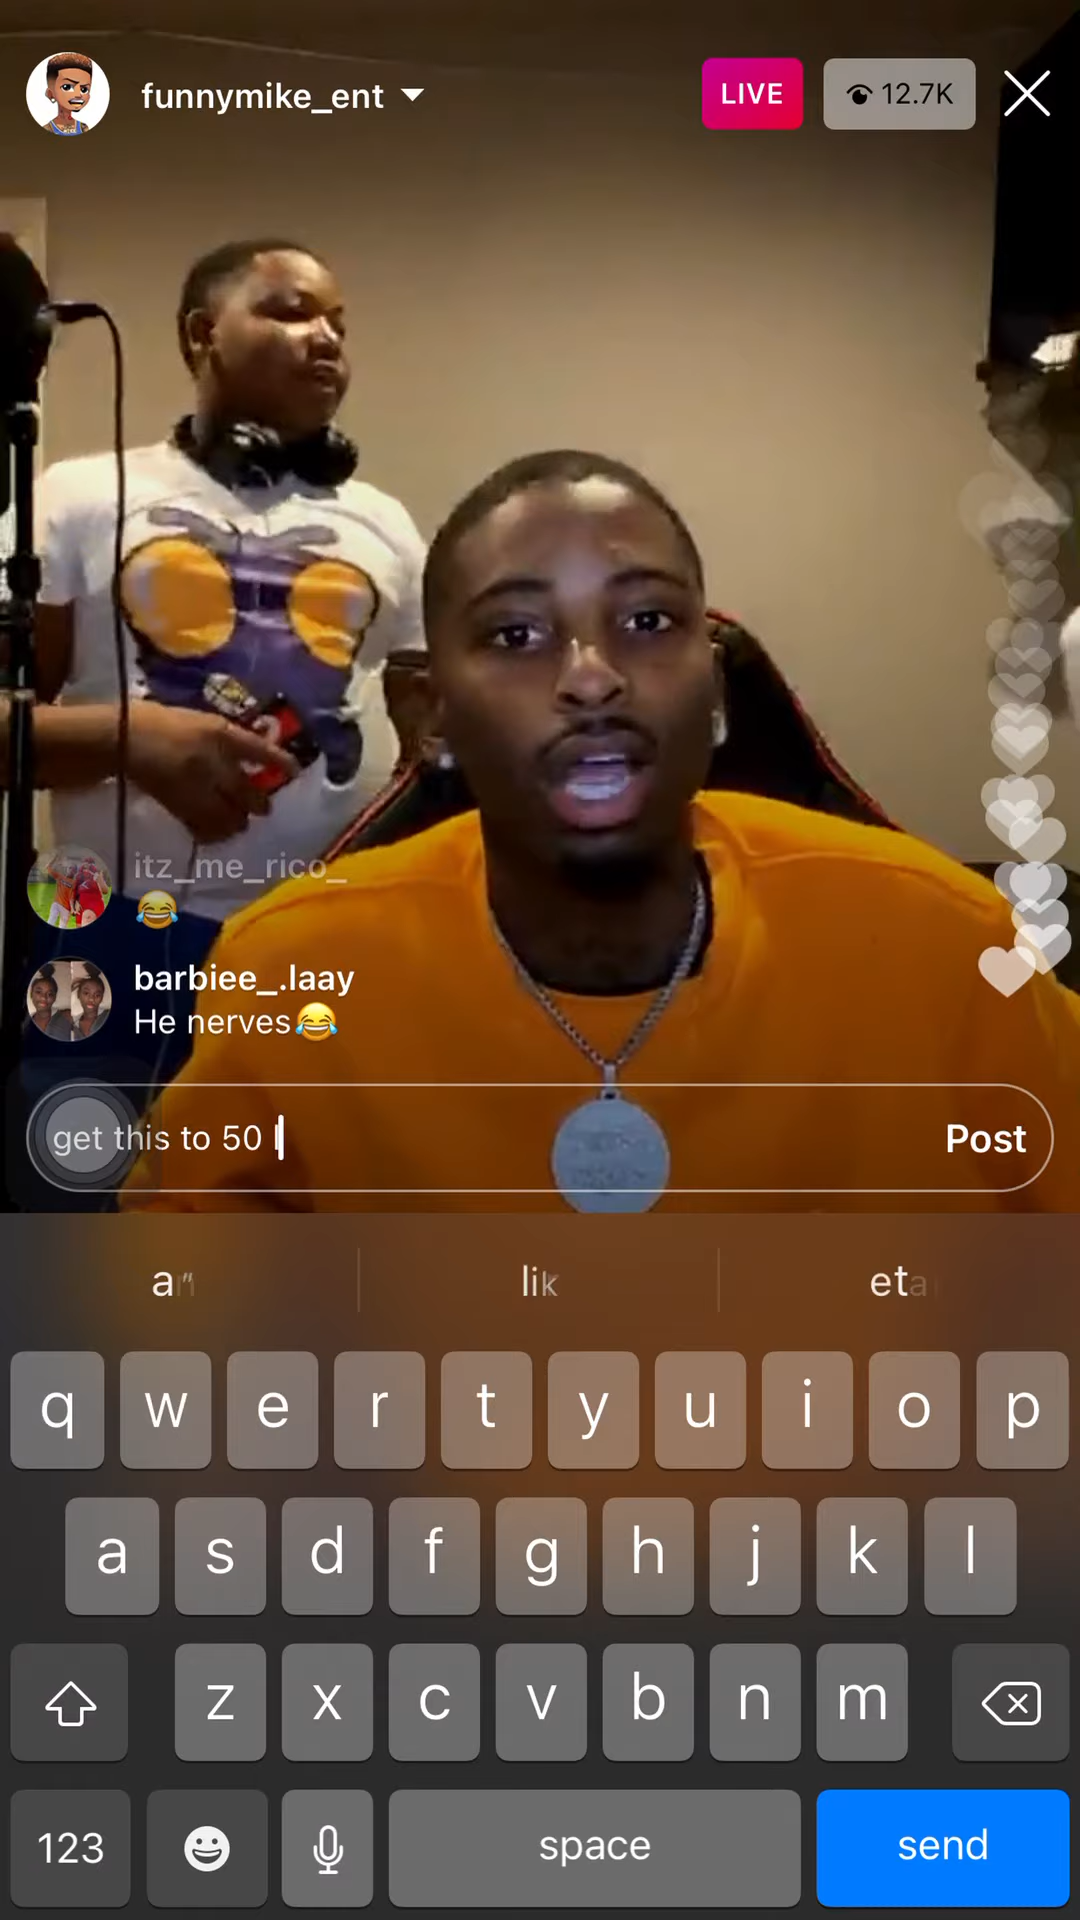 funnymike_ent
LIVE
12.7K
itz_me_rico_
😂
barbiee_.laay
He nerves😂
get this to 50 l
Post
lik
q w e r t y u i o p
a s d f g h j k l
z x c v b n m
123
space
send